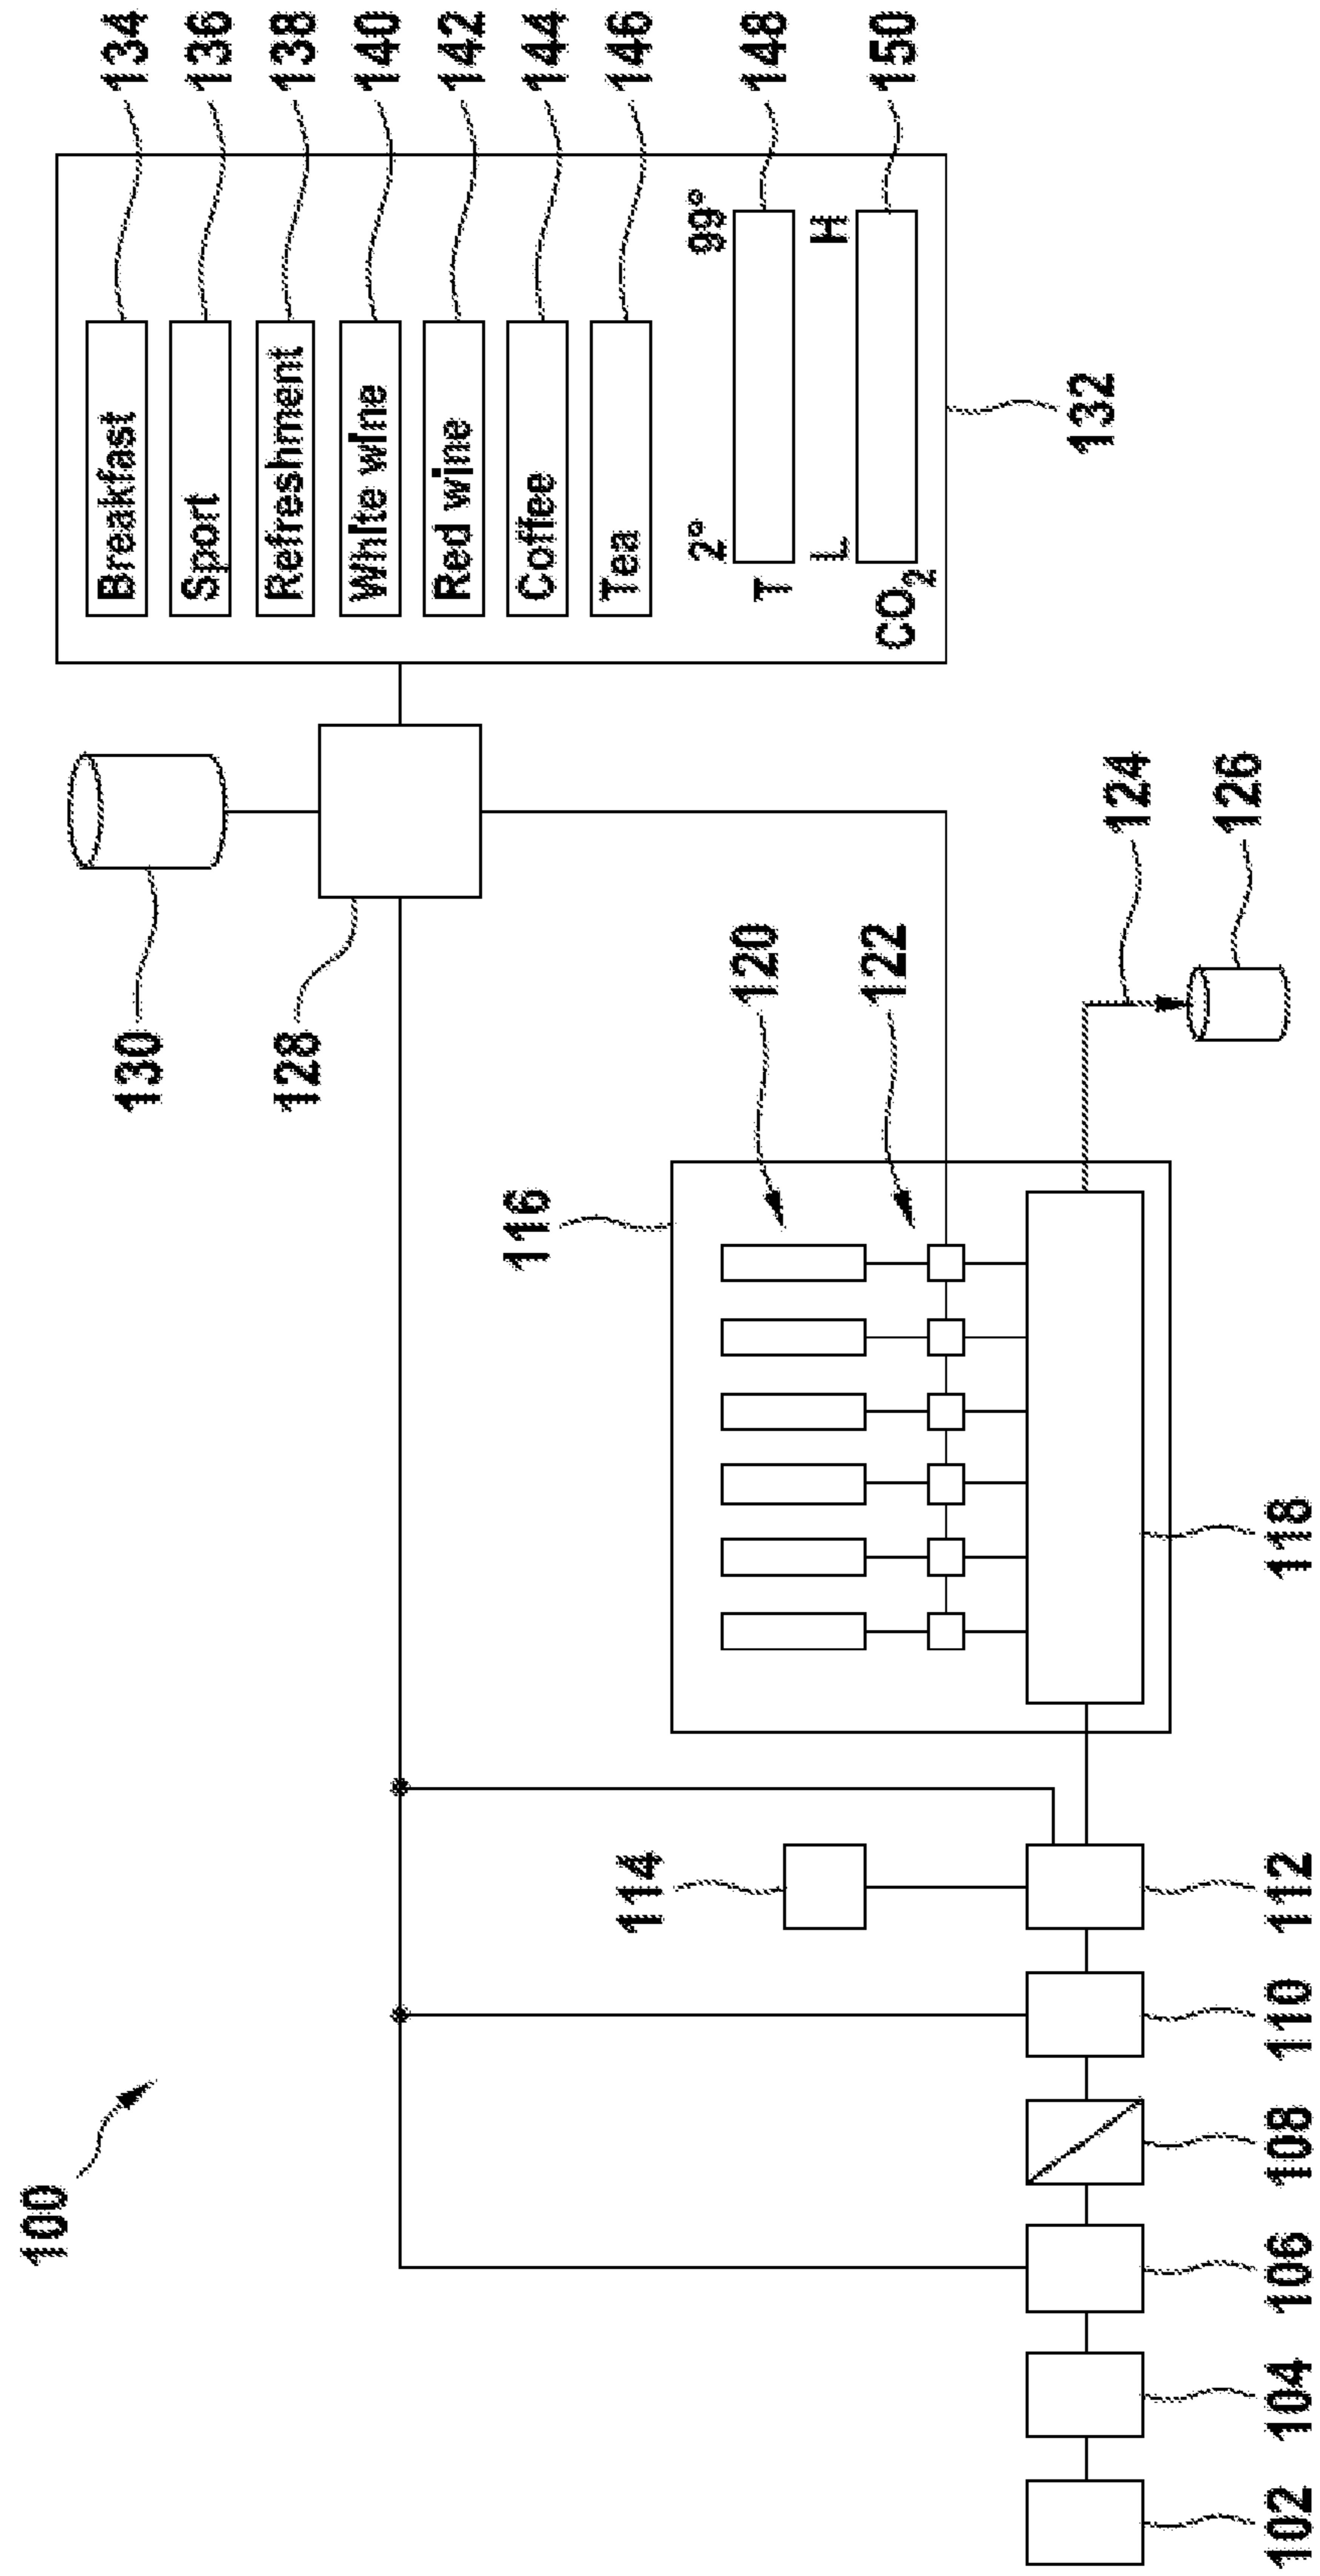 100
130
128
134
136
138
140
142
144
146
148
150
Breakfast
Sport
Refreshment
White wine
Red wine
Coffee
Tea
2° 99°
T
L H
CO2
132
116
120
122
124
126
114
102
104
106
108
110
112
118